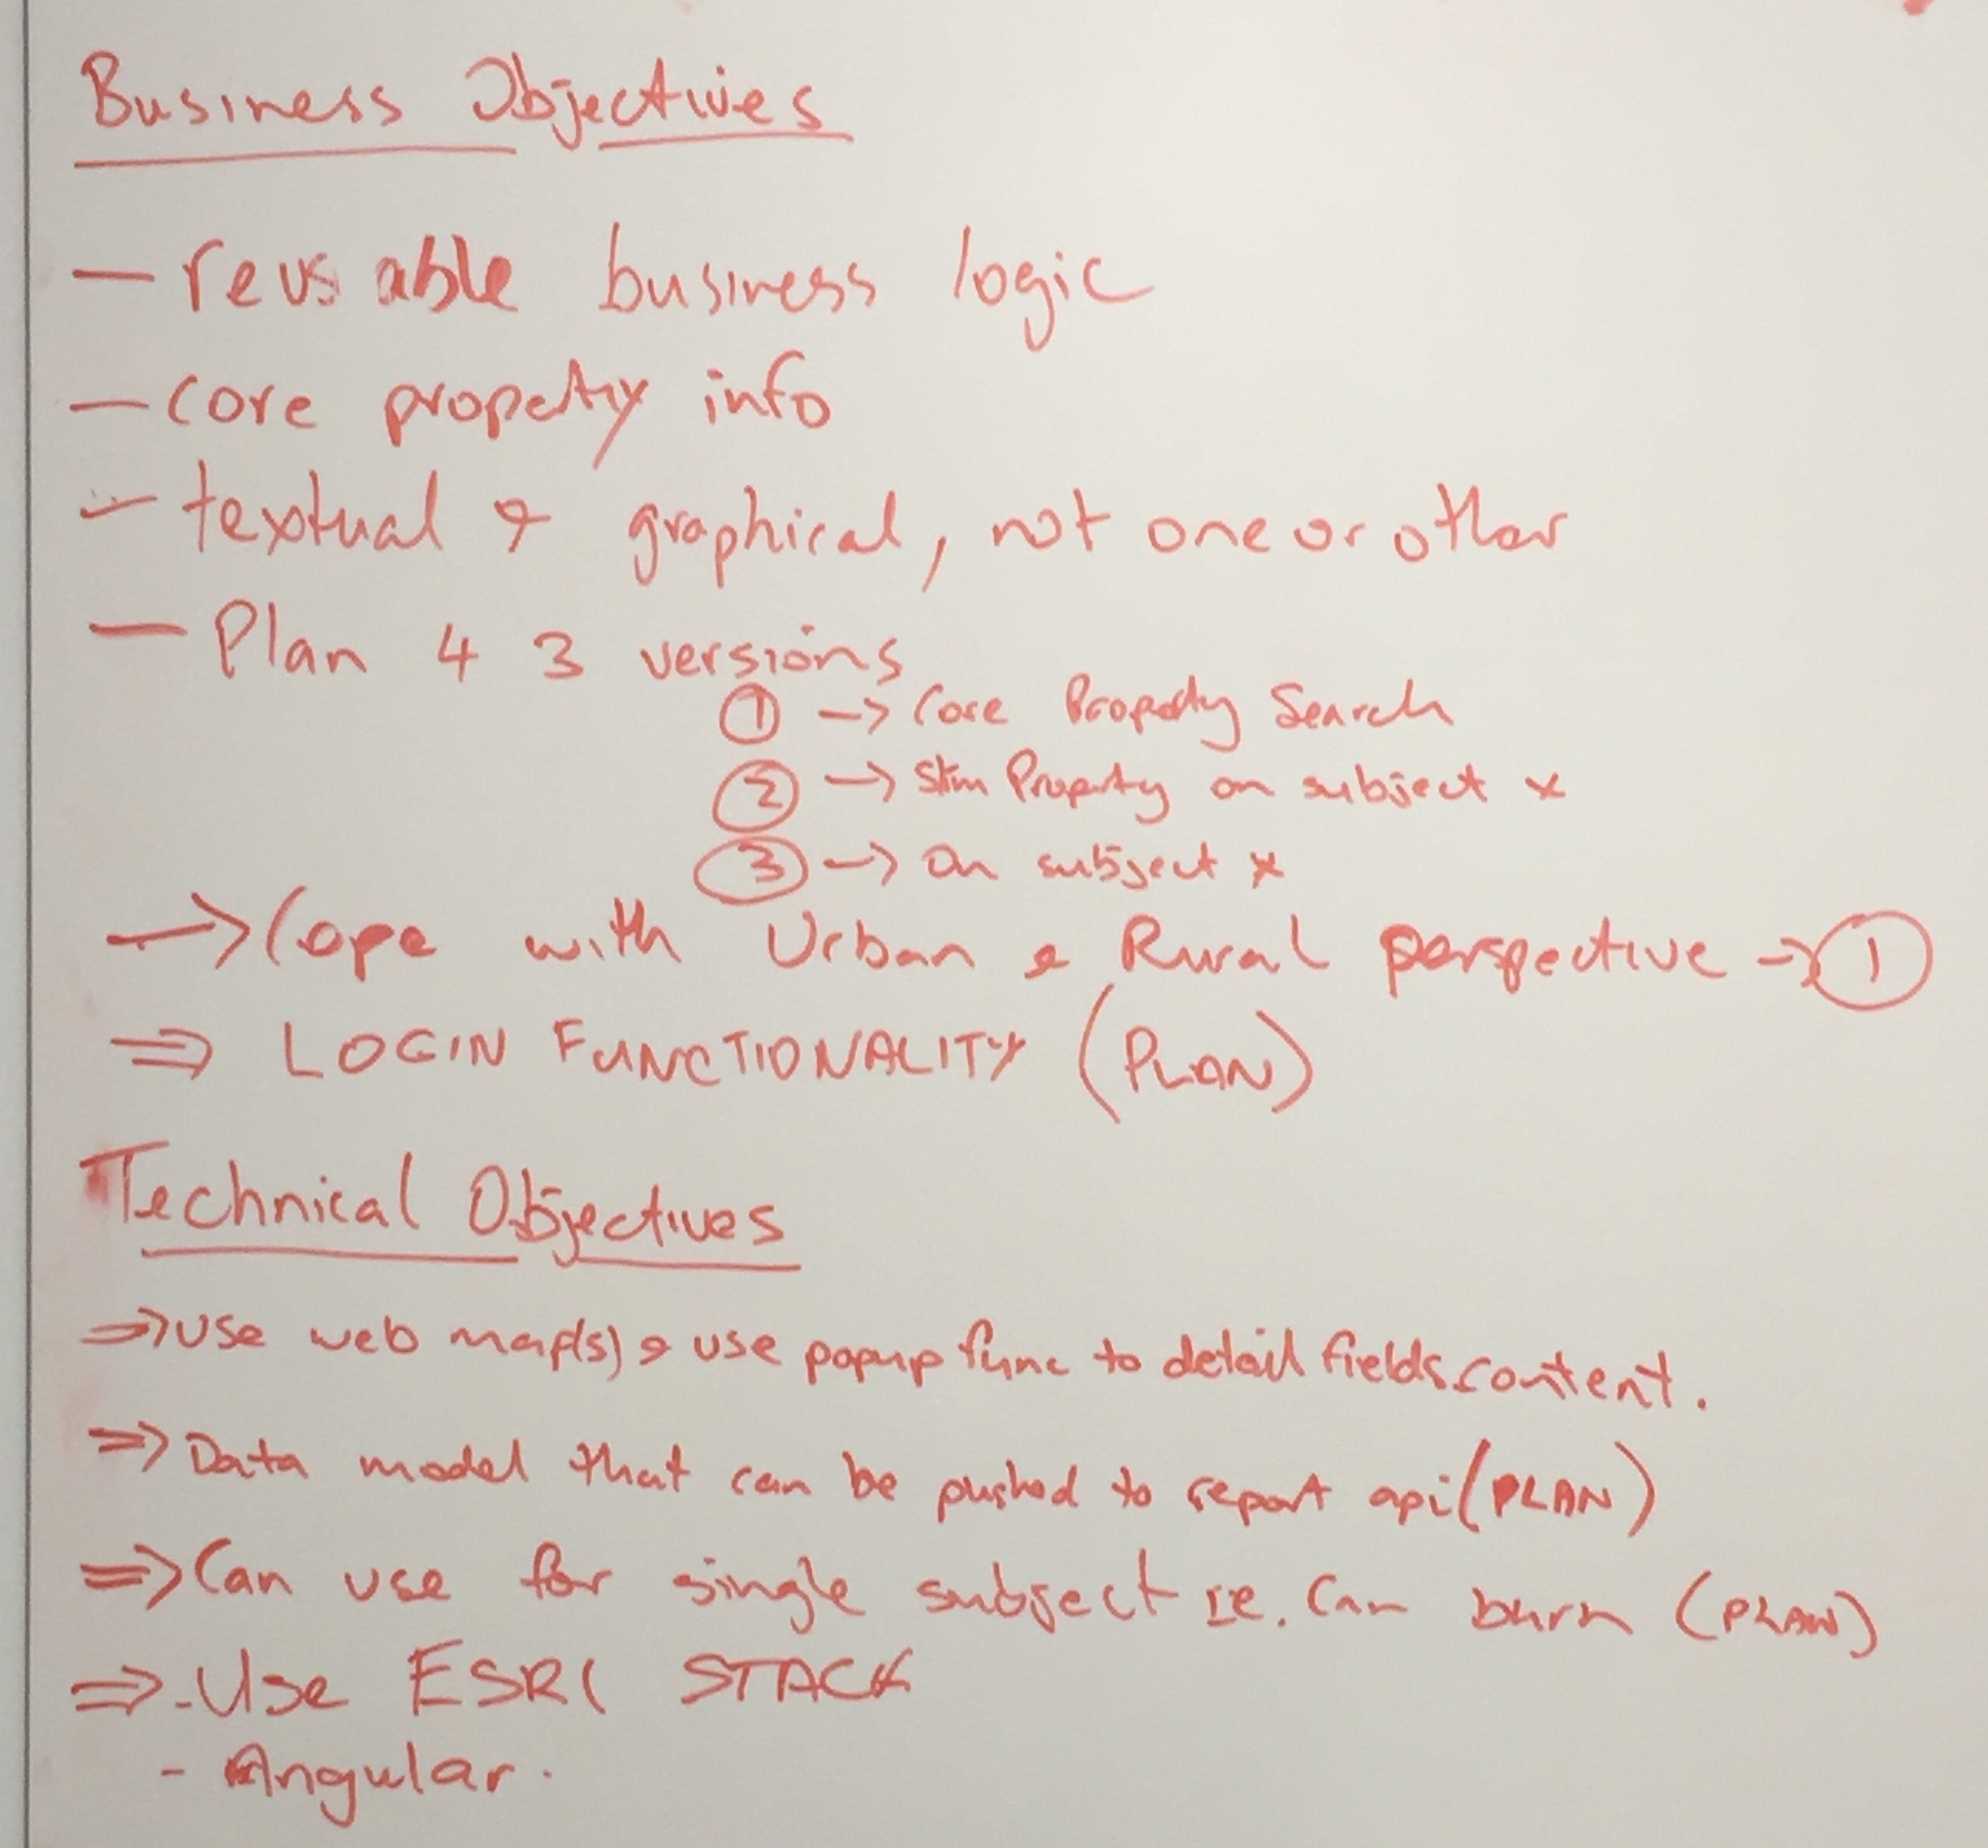 Business Objectives
— reusable business logic
— core property info
— textual & graphical, not one or other
— Plan 4 3 versions
① → Core Property Search
② → Slim Property on subject x
③ → On subject x
→ Cope with Urban & Rural perspective → ①
⇒ LOGIN FUNCTIONALITY (PLAN)
Technical Objectives
⇒ Use web map(s) & use popup func to detail fields content.
⇒ Data model that can be pushed to report api (PLAN)
⇒ Can use for single subject ie. Can burn (PLAN)
⇒ - Use ESRI STACK
- Angular.